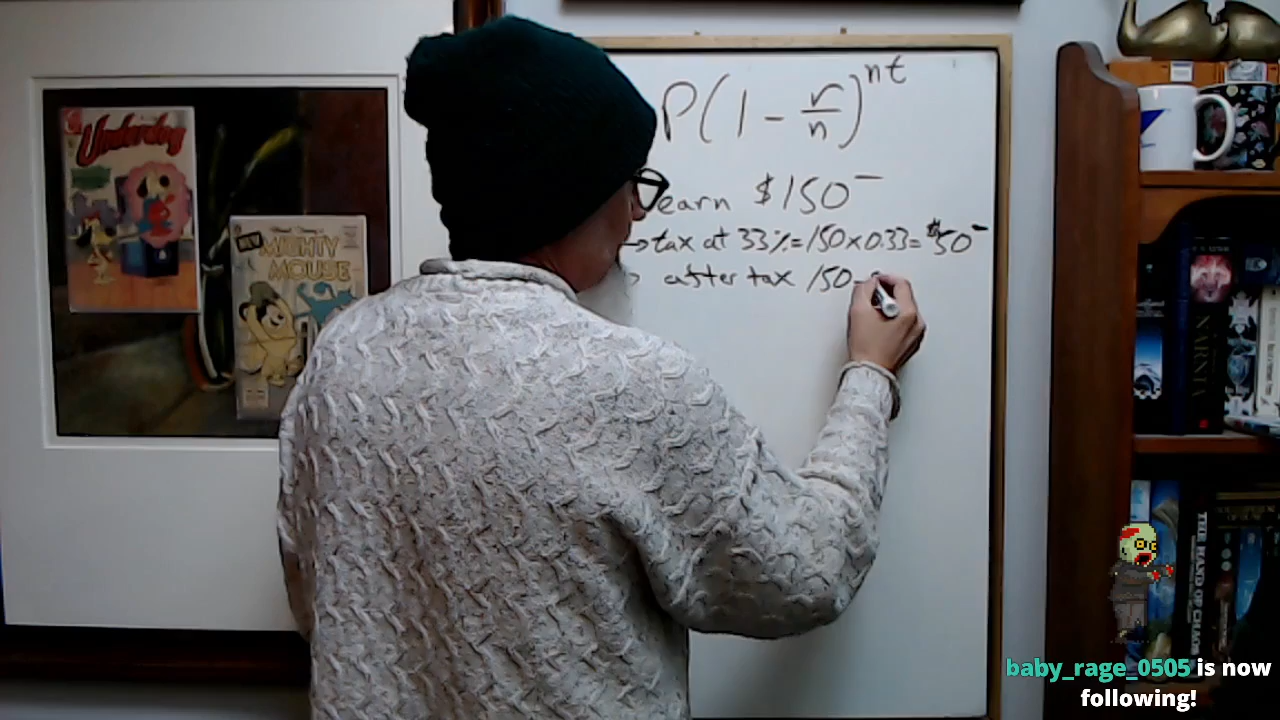 P(1 - r/n)^nt
earn $150‾
→ tax at 33% = 150 × 0.33 = $50‾
after tax 150 -
Underdog
NEW
MIGHTY
MOUSE
NARNIA
THE HAND OF CHAOS
baby_rage_0505 is now
following!